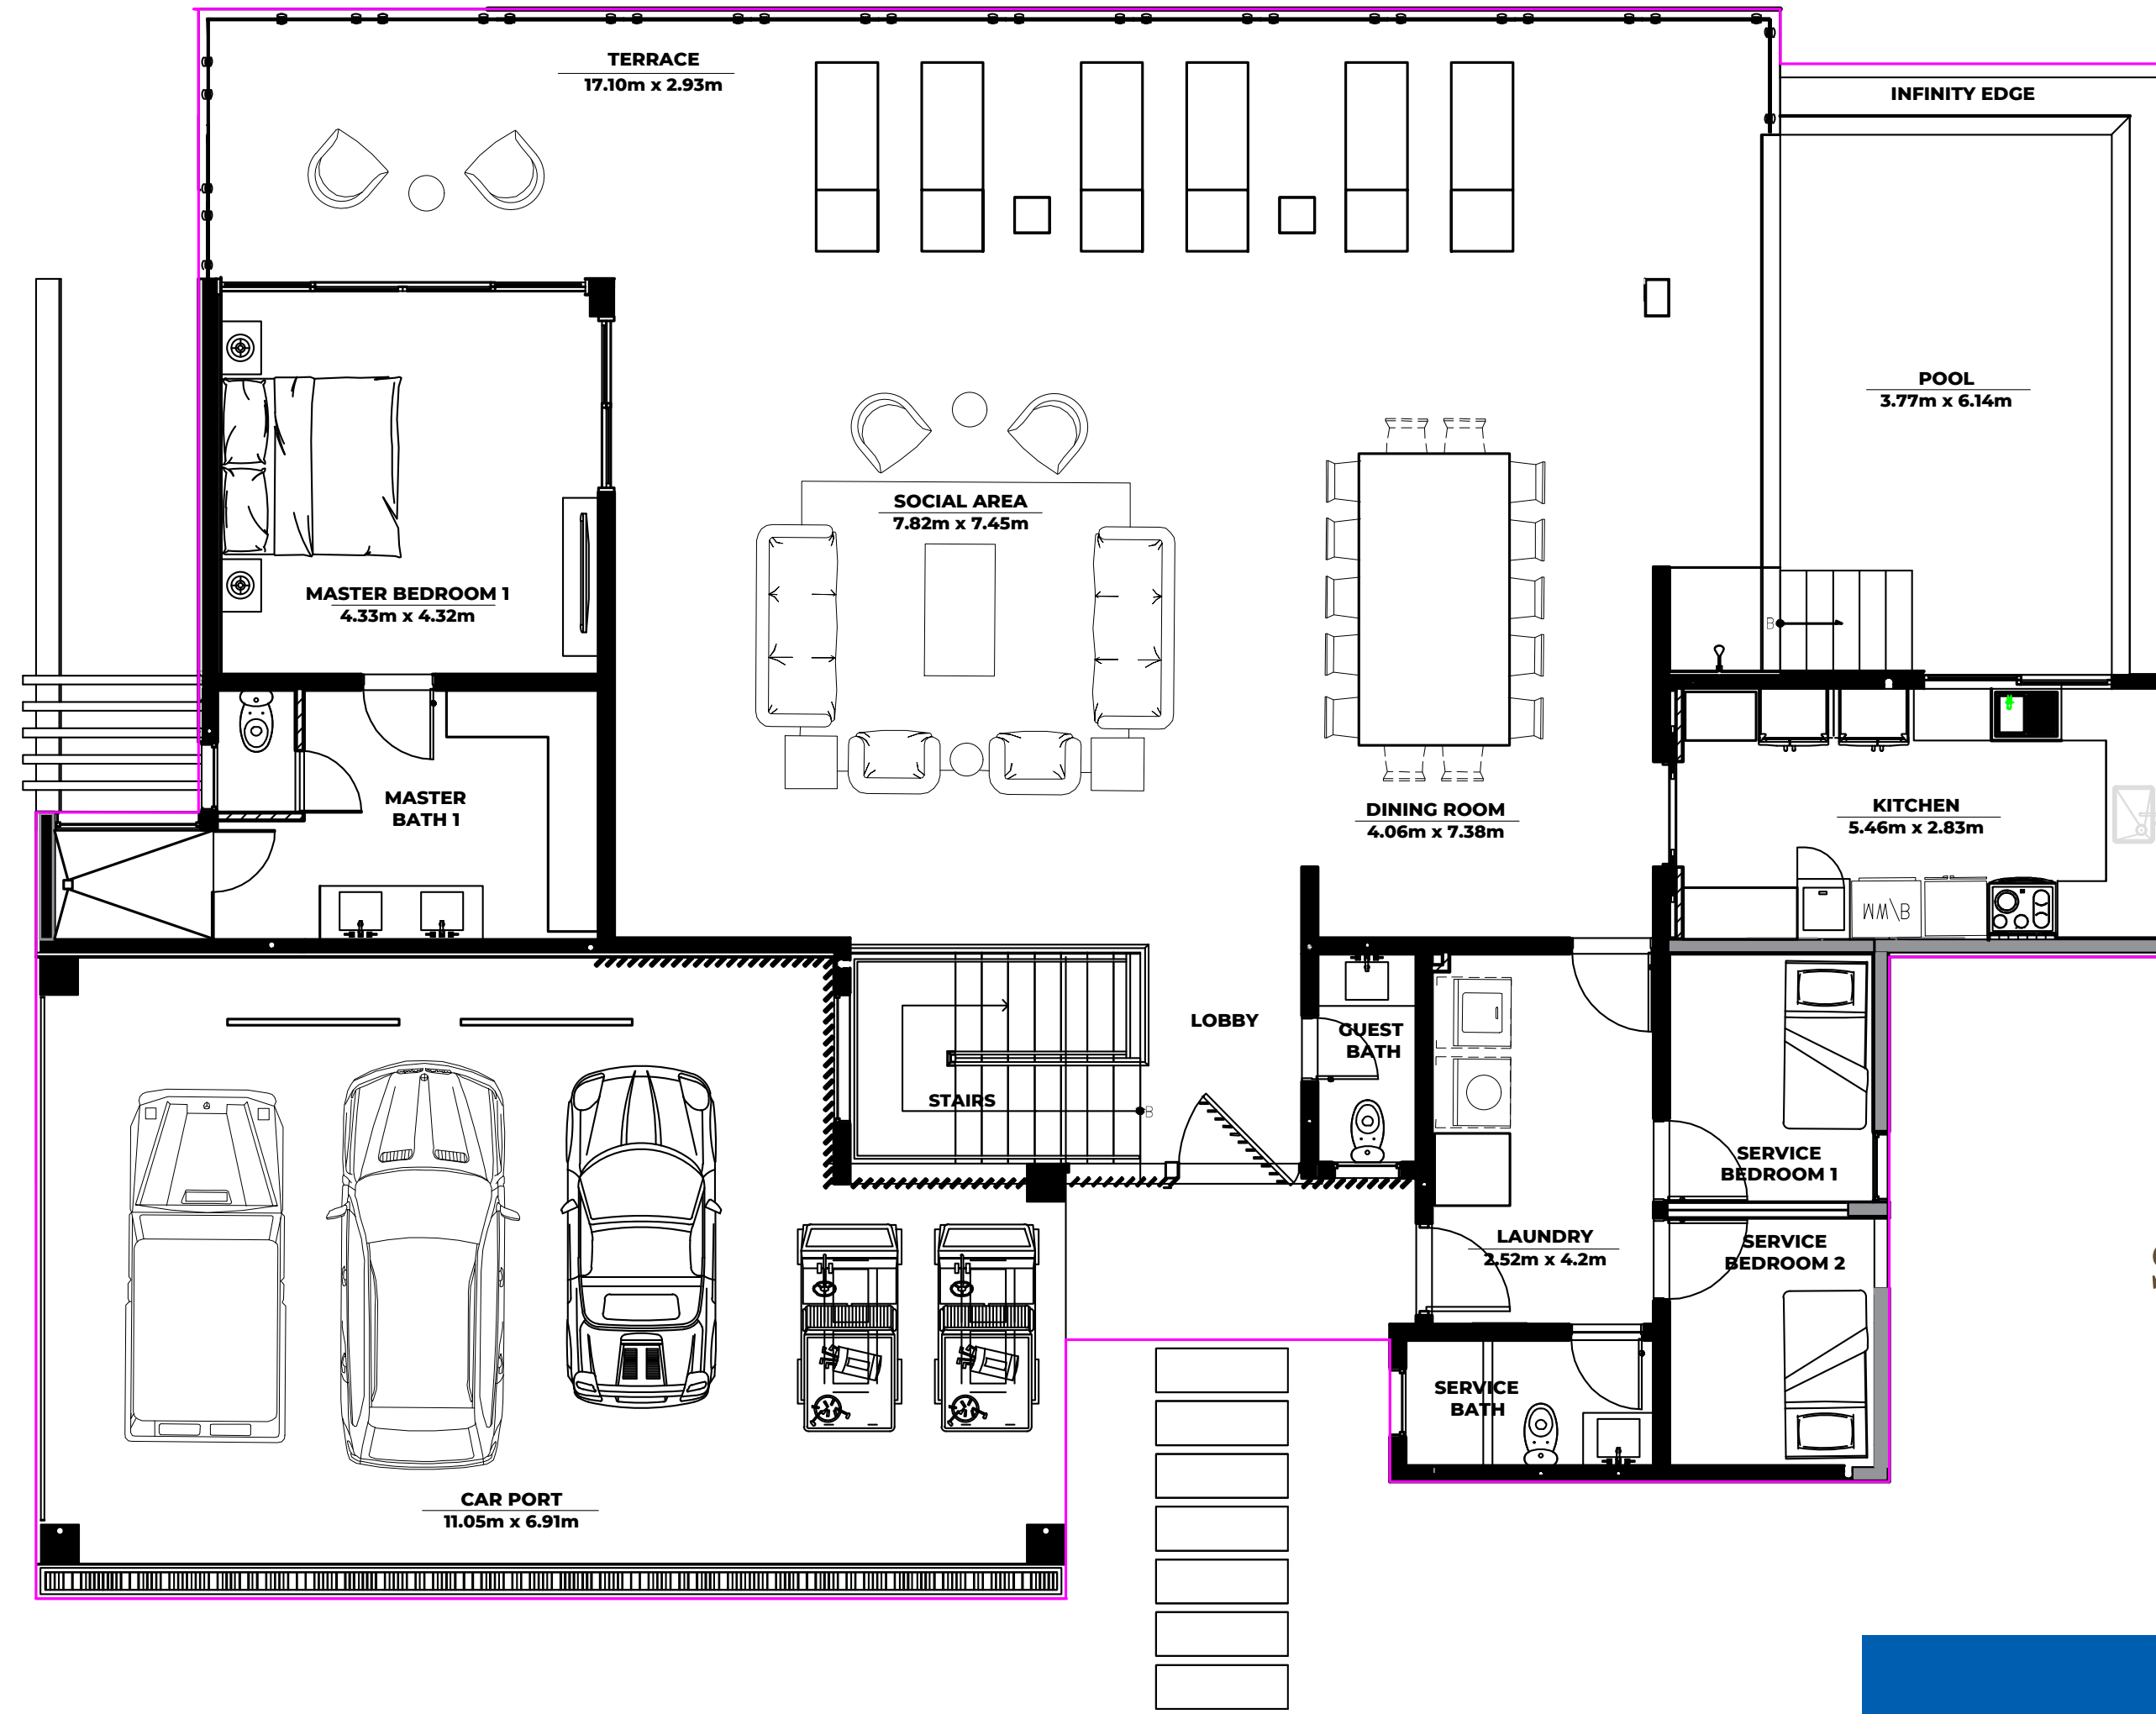 TERRACE
17.10m x 2.93m
INFINITY EDGE
POOL
3.77m x 6.14m
SOCIAL AREA
7.82m x 7.45m
MASTER BEDROOM 1
4.33m x 4.32m
MASTER
BATH 1
DINING ROOM
4.06m x 7.38m
KITCHEN
5.46m x 2.83m
B
W/WM
LOBBY
GUEST
BATH
STAIRS
B
SERVICE
BEDROOM 1
LAUNDRY
2.52m x 4.2m
SERVICE
BEDROOM 2
SERVICE
BATH
CAR PORT
11.05m x 6.91m